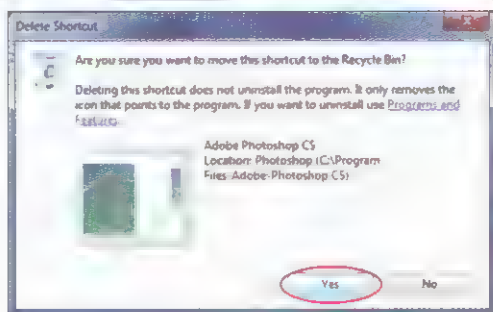 Delete Shortcut
Are you sure you want to move this shortcut to the Recycle Bin?
Deleting this shortcut does not uninstall the program. It only removes the
icon that points to the program. If you want to uninstall use Programs and
Features.
Adobe Photoshop CS
Location: Photoshop (C:\Program
Files-Adobe-Photoshop CS)
Yes
No